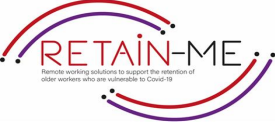 RETAIN-ME
Remote working solutions to support the retention of
older workers who are vulnerable to Covid-19